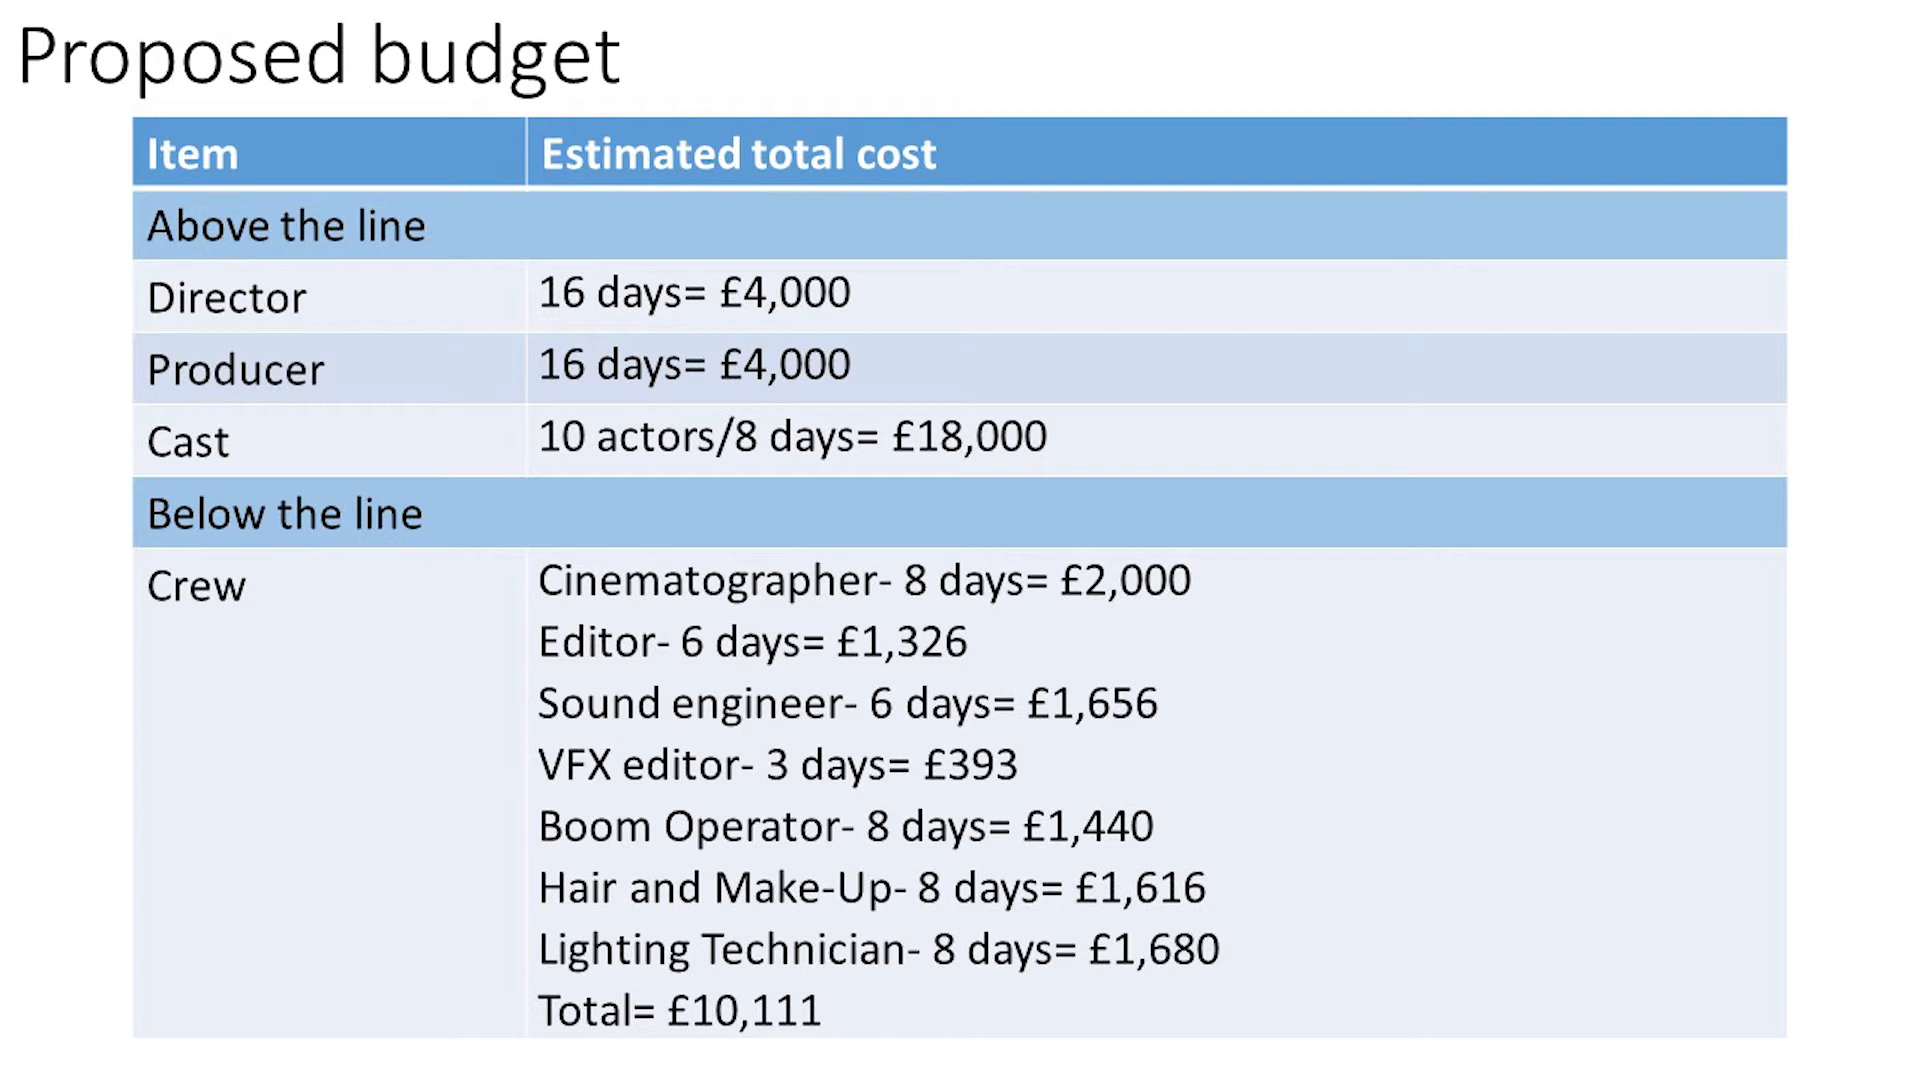 Proposed budget
Item
Estimated total cost
Above the line
Director
16 days= £4,000
Producer
16 days= £4,000
Cast
10 actors/8 days= £18,000
Below the line
Crew
Cinematographer- 8 days= £2,000
Editor- 6 days= £1,326
Sound engineer- 6 days= £1,656
VFX editor- 3 days= £393
Boom Operator- 8 days= £1,440
Hair and Make-Up- 8 days= £1,616
Lighting Technician- 8 days= £1,680
Total= £10,111